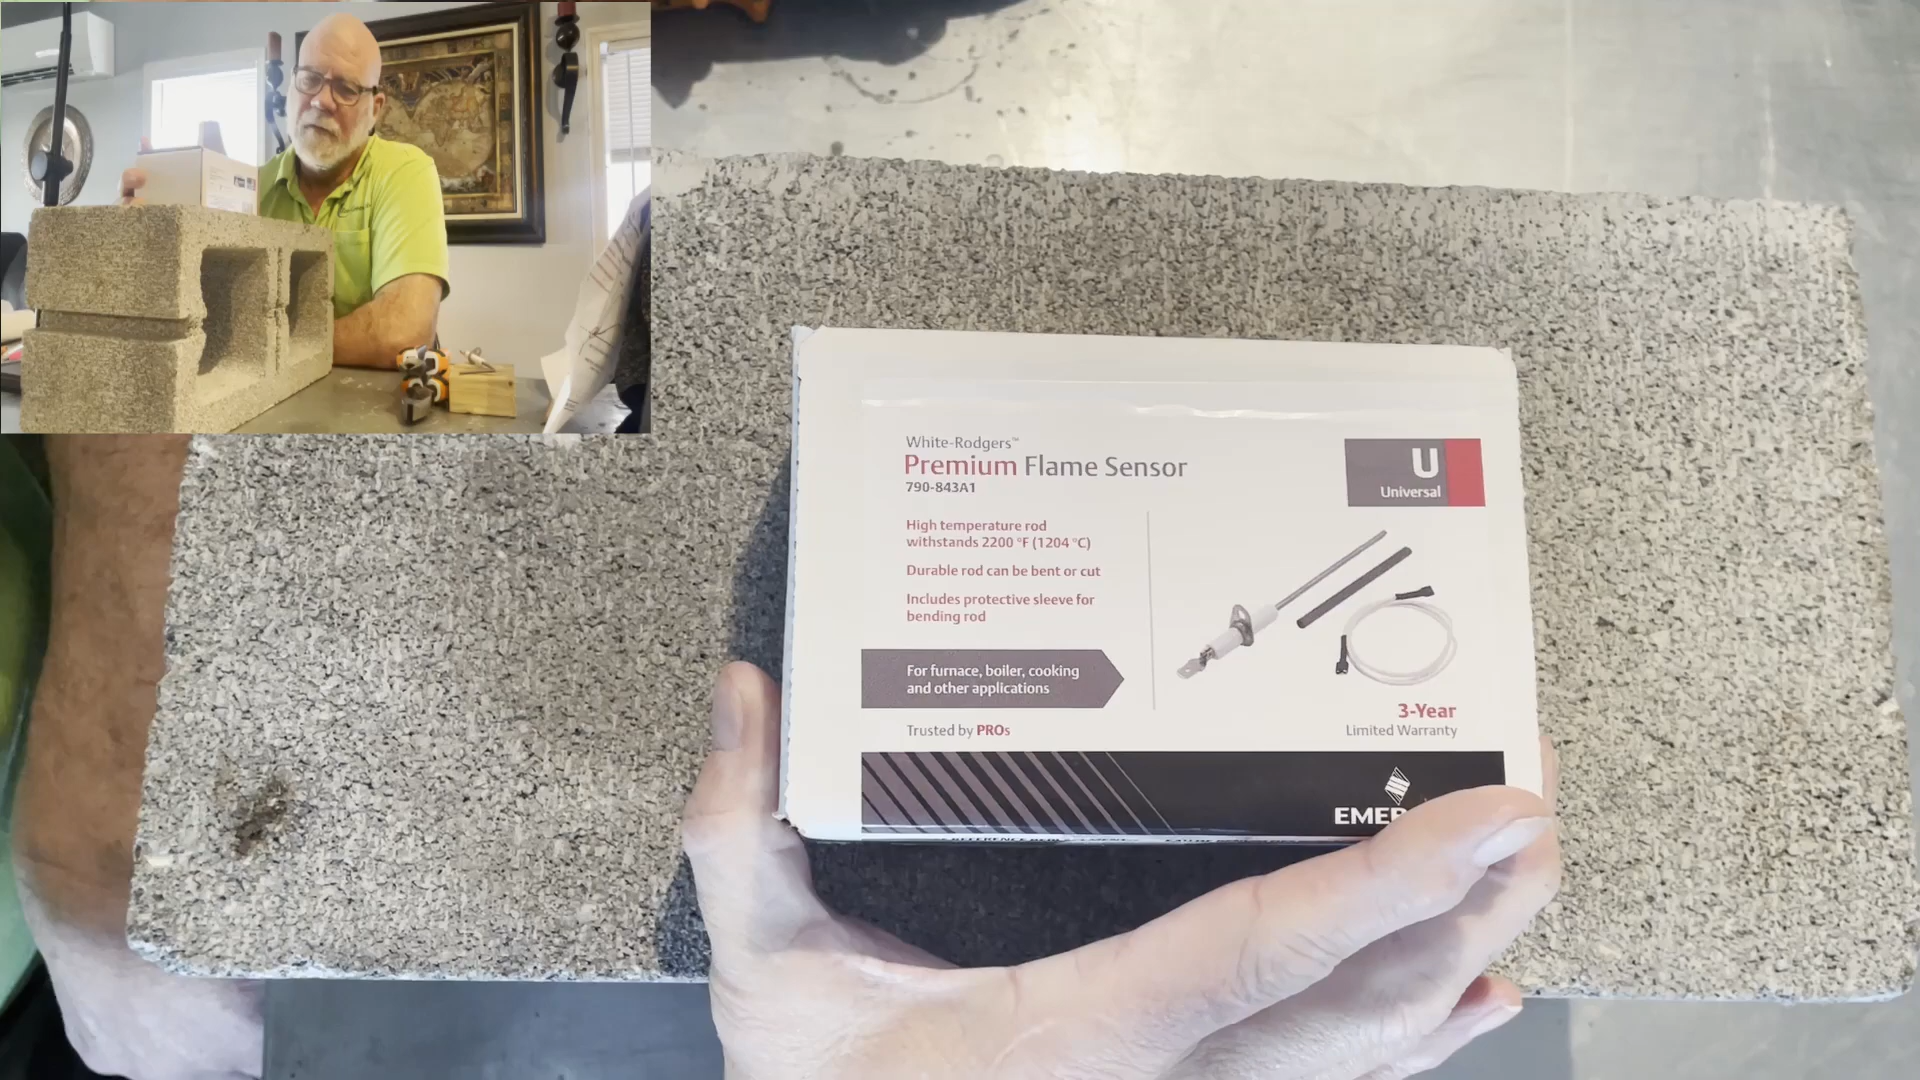 White-Rodgers™
Premium Flame Sensor
790-843A1
U
Universal
High temperature rod
withstands 2200 °F (1204 °C)
Durable rod can be bent or cut
Includes protective sleeve for
bending rod
For furnace, boiler, cooking
and other applications
Trusted by PROs
3-Year
Limited Warranty